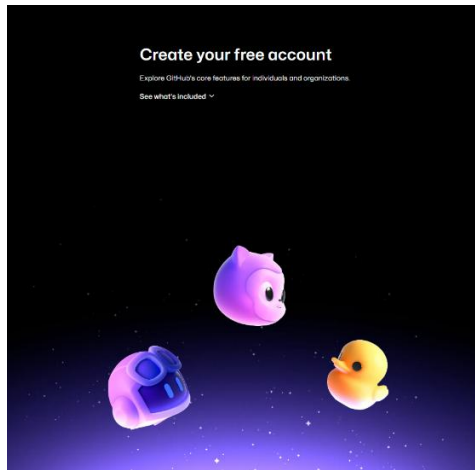 Create your free account
Explore GitHub's core features for individuals and organizations.
See what's included